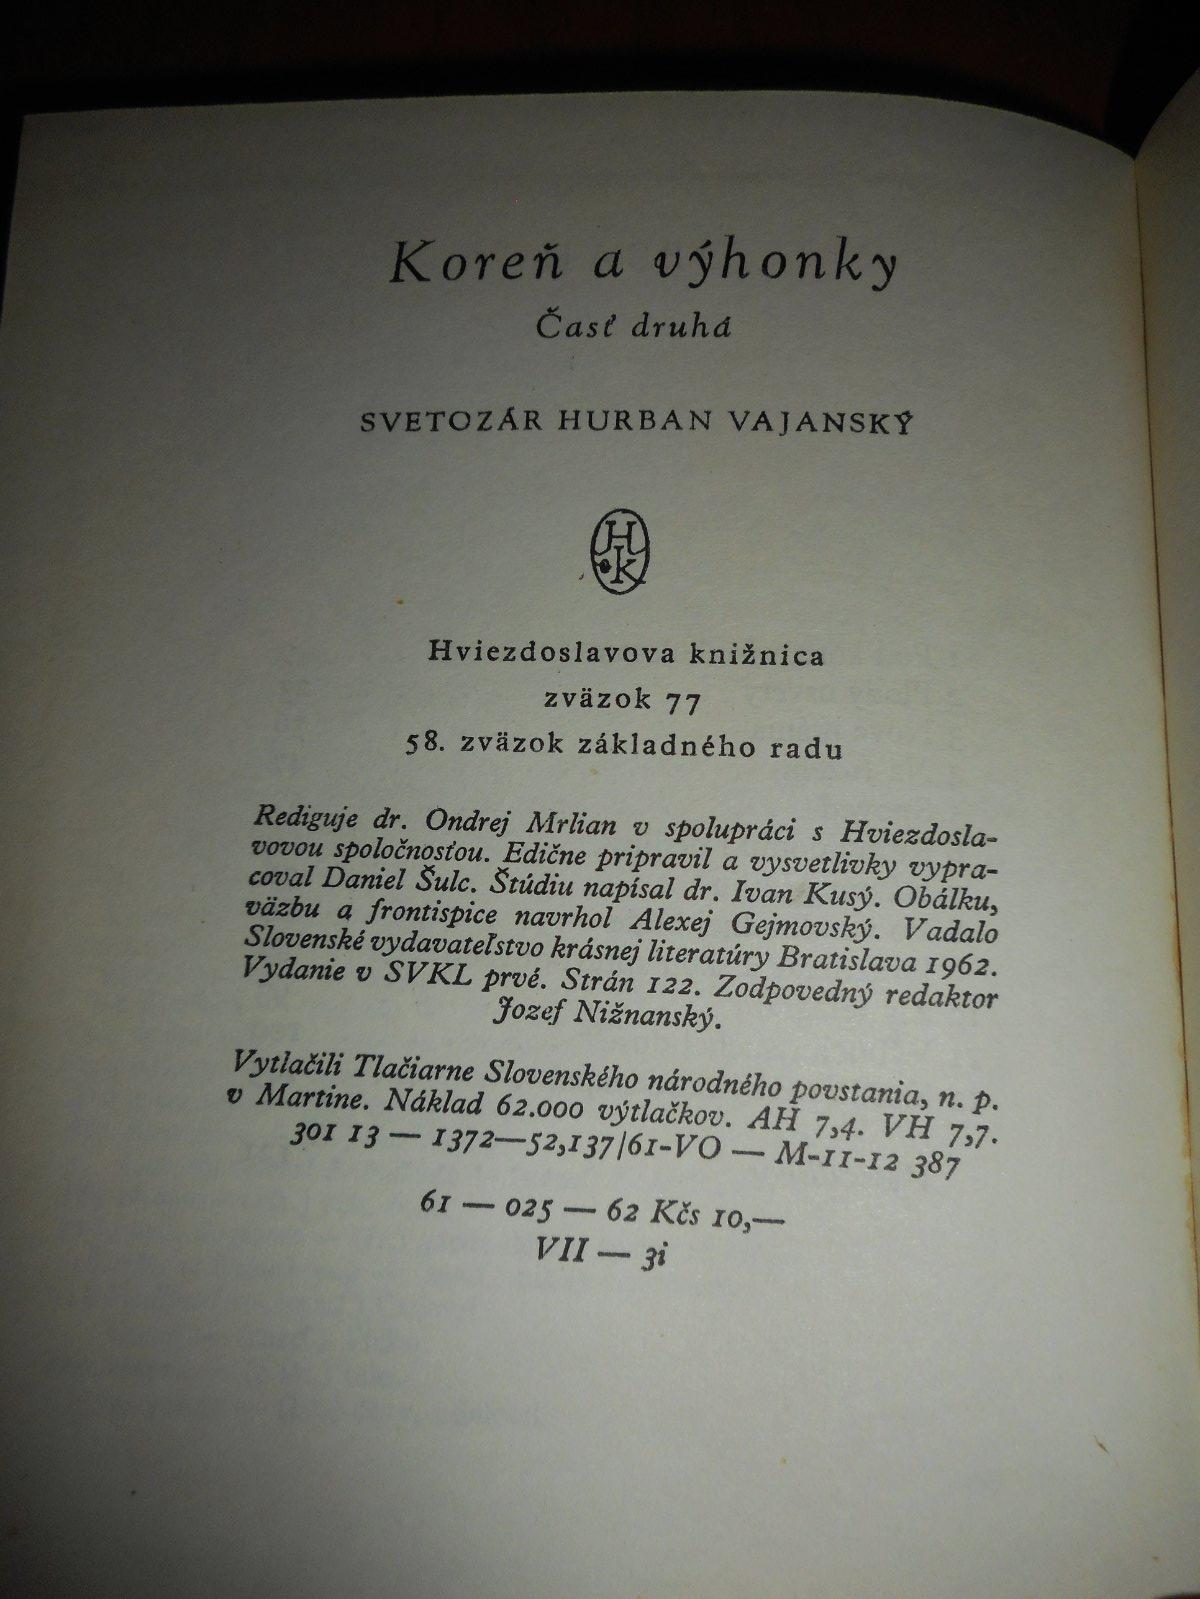 Koreň a výhonky
Časť druhá
SVETOZÁR HURBAN VAJANSKÝ
H
K
Hviezdoslavova knižnica
zväzok 77
58. zväzok základného radu
Rediguje dr. Ondrej Mrlian v spolupráci s Hviezdosla-
vovou spoločnosťou. Edične pripravil a vysvetlivky vypra-
coval Daniel Šulc. Štúdiu napísal dr. Ivan Kusý. Obálku,
väzbu a frontispice navrhol Alexej Gejmovský. Vadalo
Slovenské vydavateľstvo krásnej literatúry Bratislava 1962.
Vydanie v SVKL prvé. Strán 122. Zodpovedný redaktor
Jozef Nižnanský.
Vytlačili Tlačiarne Slovenského národného povstania, n. p.
v Martine. Náklad 62.000 výtlačkov. AH 7,4. VH 7,7.
301 13 — 1372—52,137/61-VO — M-11-12 387
61 — 025 — 62 Kčs 10,—
VII — 3i